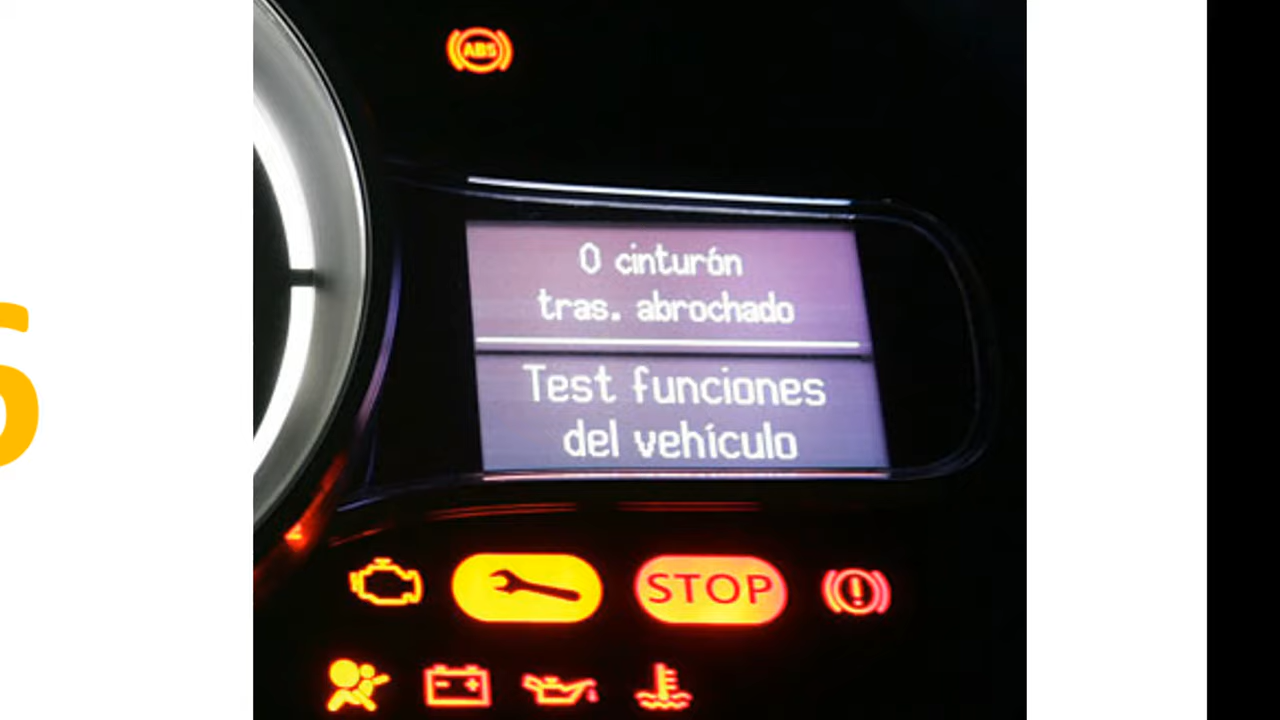 ABS
0 cinturón
tras. abrochado
Test funciones
del vehículo
STOP